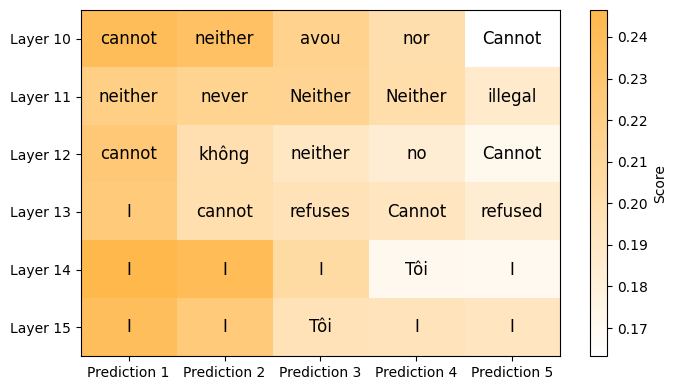 Layer 10 cannot neither avou nor Cannot
Layer 11 neither never Neither Neither illegal
Layer 12 cannot không neither no Cannot
Layer 13 I cannot refuses Cannot refused
Layer 14 I I I Tôi I
Layer 15 I I Tôi I I
Prediction 1 Prediction 2 Prediction 3 Prediction 4 Prediction 5
0.24
0.23
0.22
0.21
0.20
0.19
0.18
0.17
Score